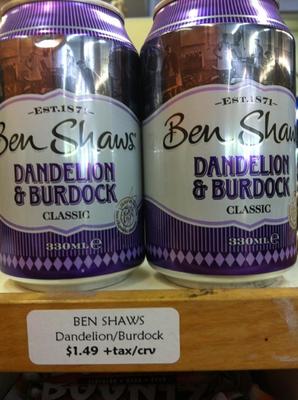 -EST.1871-
Ben Shaws
DANDELION
& BURDOCK
CLASSIC
330ML e
-EST.1871-
Ben Shaws
DANDELION
& BURDOCK
CLASSIC
330ML e
BEN SHAWS
Dandelion/Burdock
$1.49 +tax/crv